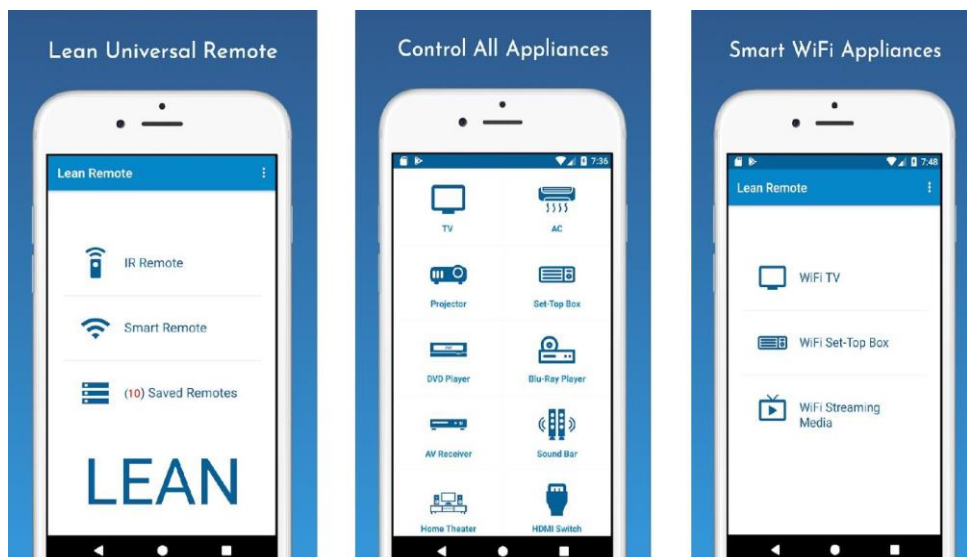 Lean Universal Remote
Lean Remote
IR Remote
Smart Remote
(10) Saved Remotes
LEAN
Control All Appliances
7:36
TV
AC
Projector
Set-Top Box
DVD Player
Blu-Ray Player
AV Receiver
Sound Bar
Home Theater
HDMI Switch
Smart WiFi Appliances
7:48
Lean Remote
WiFi TV
WiFi Set-Top Box
WiFi Streaming
Media